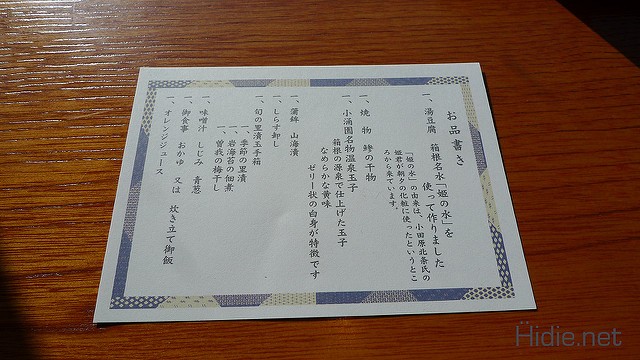 お品書き
一、湯豆腐 箱根名水「姫の水」を
使って作りました
「姫の水」の由来は、小田原北条氏の
姫君が朝夕の化粧に使ったというとこ
ろから来ています。
一、焼 物 鯵の干物
一、小涌園名物温泉玉子
箱根の源泉で仕上げた玉子
なめらかな黄味
ゼリー状の白身が特徴です
一、蒲鉾 山海漬
一、しらす卸し
一、旬の里漬玉手箱
一、季節の里漬
一、岩海苔の佃煮
一、曽我の梅干し
一、味噌汁 しじみ 青葱
一、御食事 おかゆ 又は 炊き立て御飯
一、オレンジジュース
Hidie.net